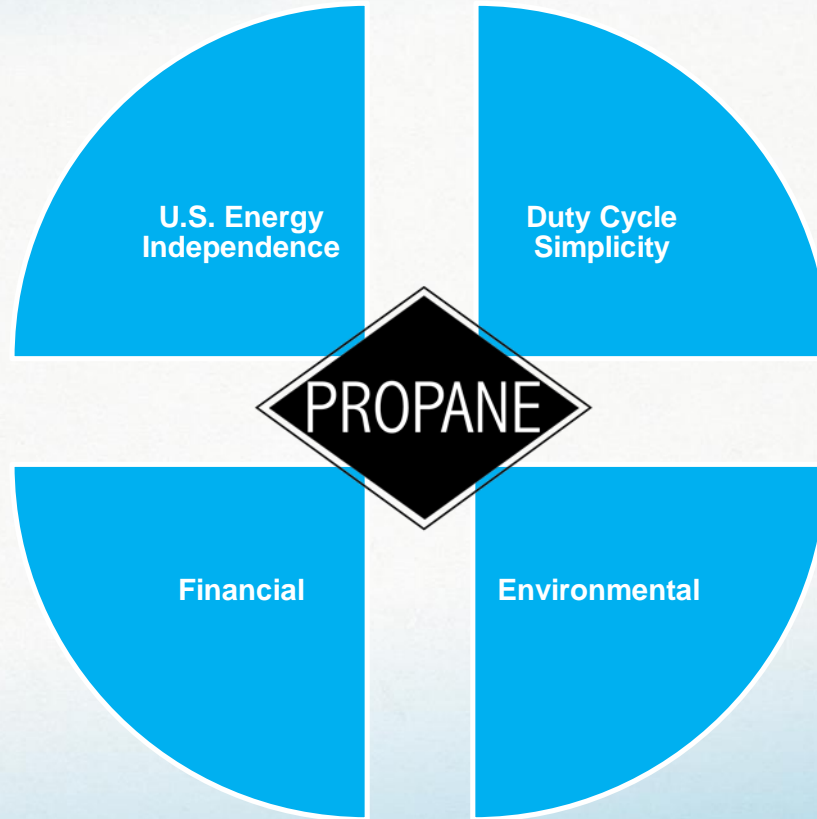 U.S. Energy
Independence
Duty Cycle
Simplicity
PROPANE
Financial
Environmental